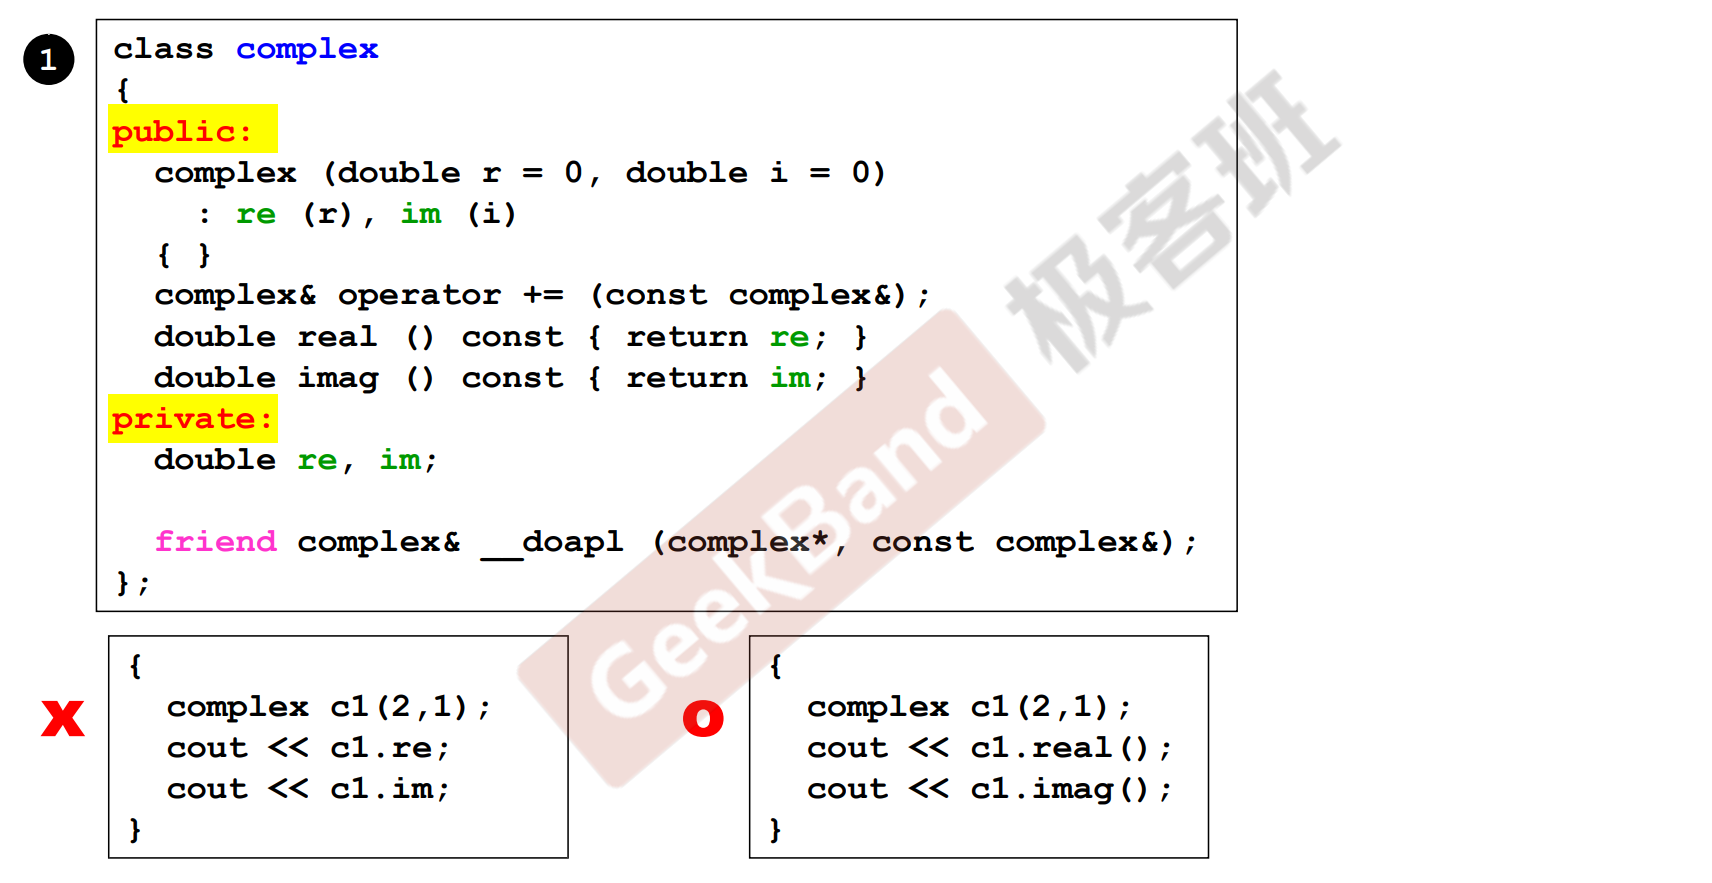 1
class complex
{
public:
  complex (double r = 0, double i = 0)
    : re (r), im (i)
  { }
  complex& operator += (const complex&);
  double real () const { return re; }
  double imag () const { return im; }
private:
  double re, im;
  friend complex& __doapl (complex*, const complex&);
};
GeekBand 极客班
x
{
  complex c1(2,1);
  cout << c1.re;
  cout << c1.im;
}
o
{
  complex c1(2,1);
  cout << c1.real();
  cout << c1.imag();
}